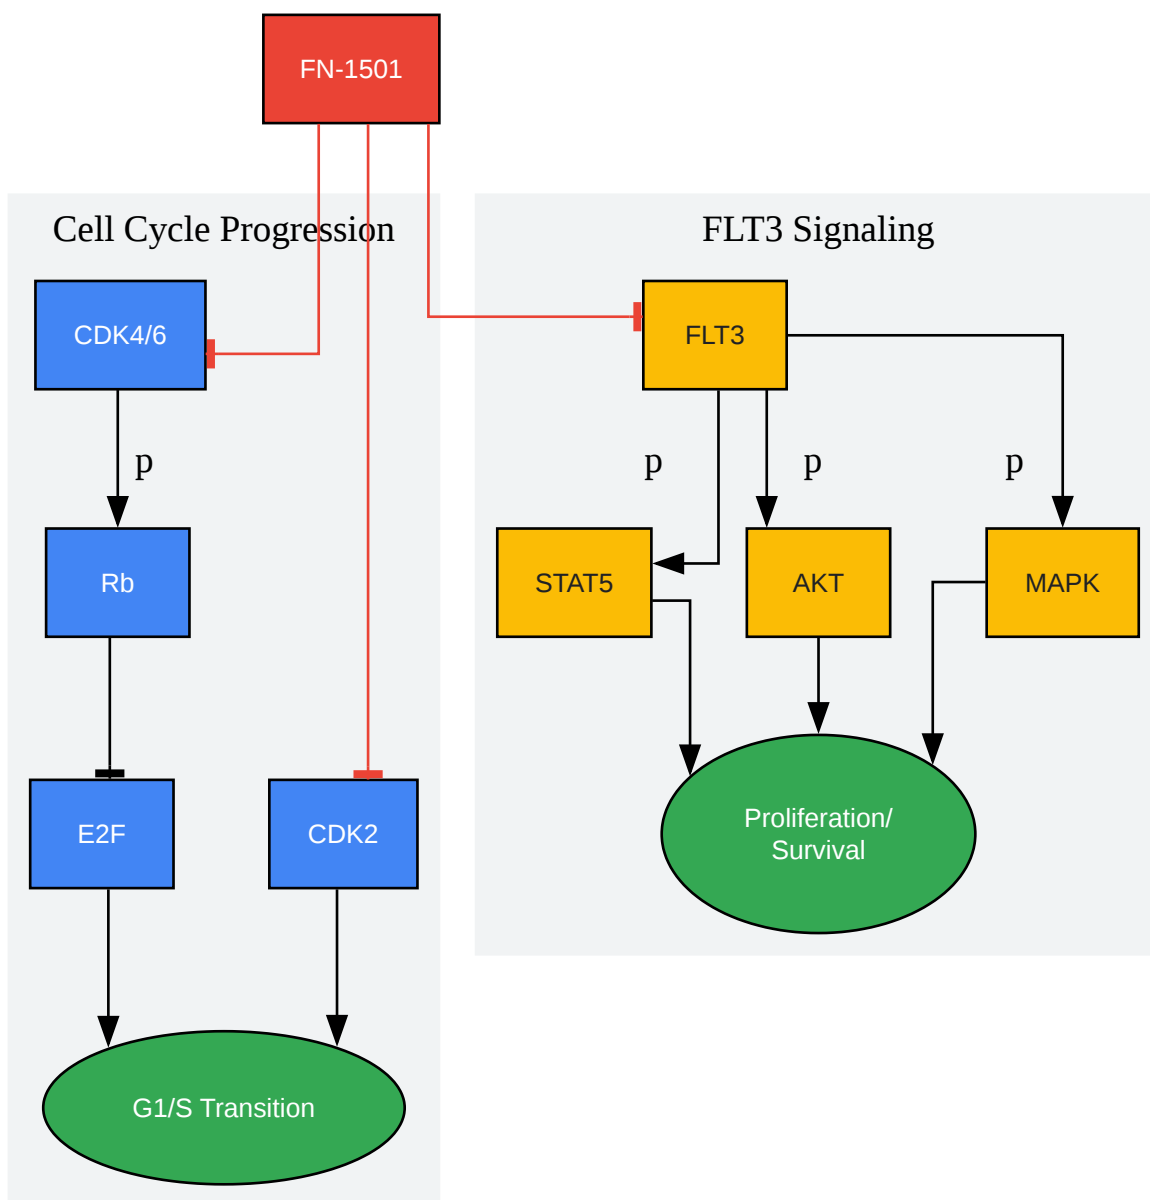 FN-1501
Cell Cycle Progression
FLT3 Signaling
CDK4/6
FLT3
p
p
p
p
Rb
STAT5
AKT
MAPK
E2F
CDK2
Proliferation/
Survival
G1/S Transition